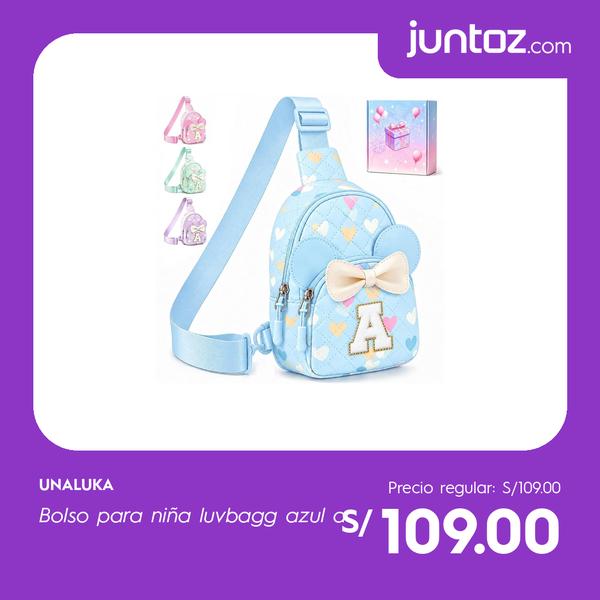 juntoz.com
A
A
UNALUKA
Precio regular: S/109.00
Bolso para niña luvbagg azul a
S/ 109.00